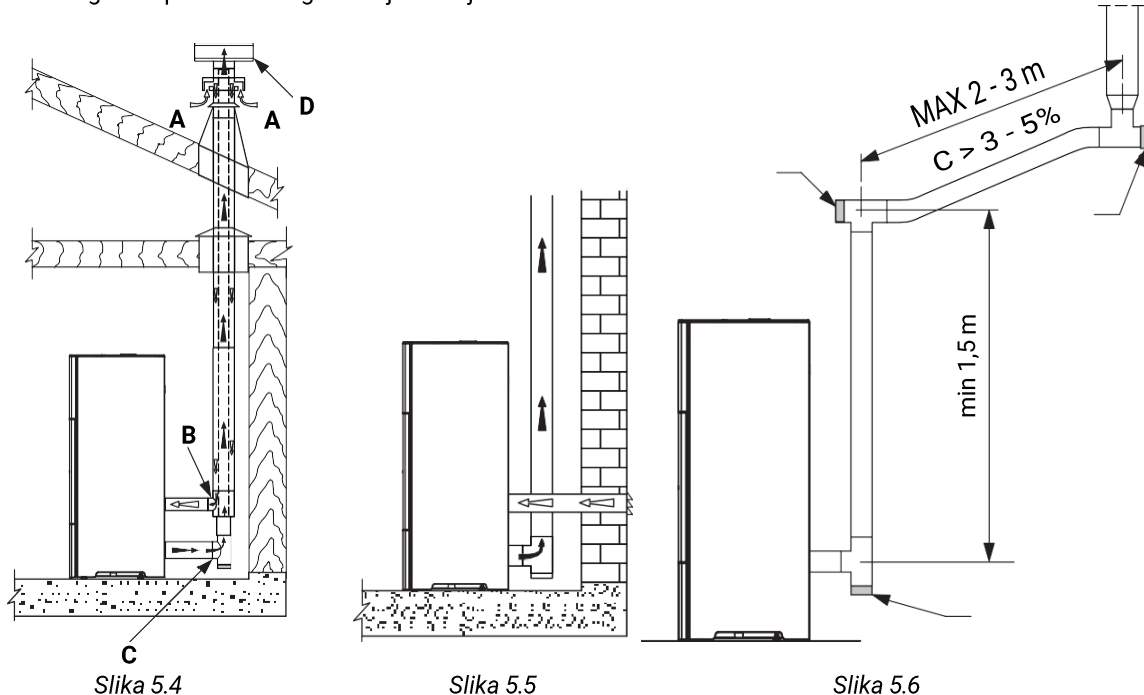 D
A A
MAX 2 - 3 m
C > 3 - 5%
min 1,5 m
B
C
Slika 5.4
Slika 5.5
Slika 5.6